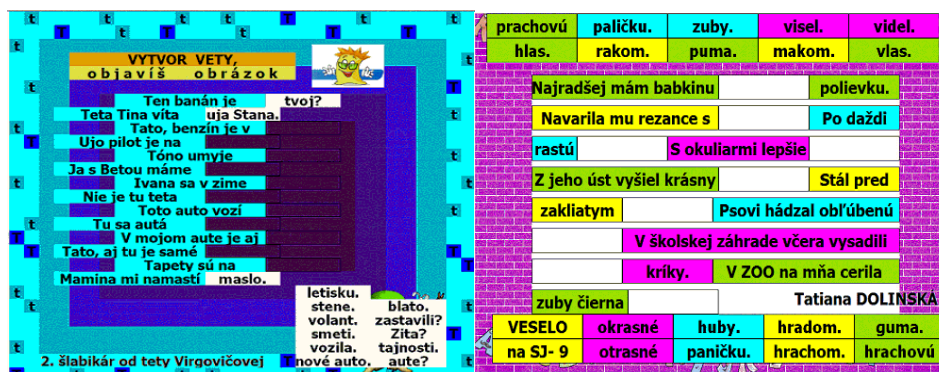 VYTVOR VETY,
objavíš obrázok
Ten banán je tvoj?
Teta Tina víta uja Stana.
Tato, benzín je v
Ujo pilot je na
Tóno umyje
Ja s Betou máme
Ivana sa v zime
Nie je tu teta
Toto auto vozí
Tu sa autá
V mojom aute je aj
Tato, aj tu je samé
Tapety sú na
Mamina mi namastí maslo.
letisku.
stene. blato.
volant. zastavili?
smeti. Zita?
vozila. tajnosti.
nové auto. aute?
2. šlabikár od tety Virgovičovej
prachovú paličku. zuby. visel. videl.
hlas. rakom. puma. makom. vlas.
Najradšej mám babkinu polievku.
Navarila mu rezance s Po daždi
rastú S okuliarmi lepšie
Z jeho úst vyšiel krásny Stál pred
zakliatym Psovi hádzal obľúbenú
V školskej záhrade včera vysadili
kríky. V ZOO na mňa cerila
zuby čierna Tatiana DOLINSKÁ
VESELO okrasné huby. hradom. guma.
na SJ- 9 otrasné paničku. hrachom. hrachovú